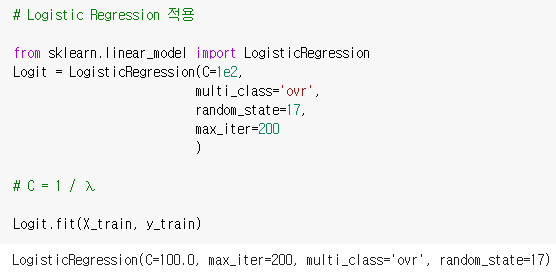 # Logistic Regression 적용
from sklearn.linear_model import LogisticRegression
Logit = LogisticRegression(C=1e2,
multi_class='ovr',
random_state=17,
max_iter=200
)
# C = 1 / λ
Logit.fit(X_train, y_train)
LogisticRegression(C=100.0, max_iter=200, multi_class='ovr', random_state=17)